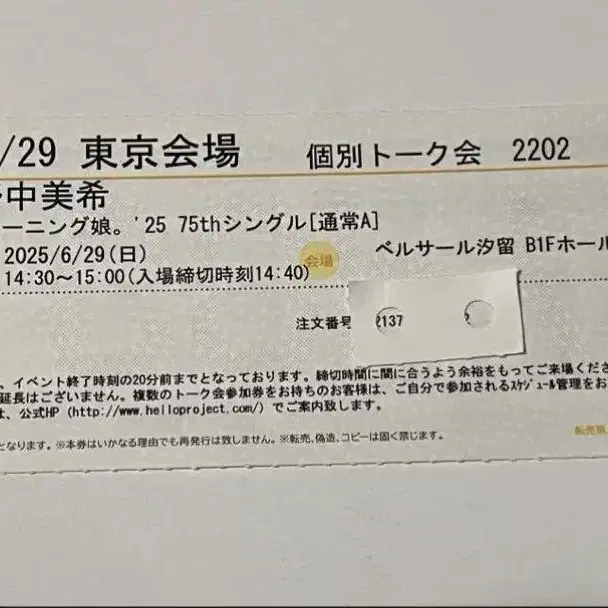 /29 東京会場 個別トーク会 2202
中美希
ーニング娘。'25 75thシングル[通常A]
2025/6/29(日) 会場 ベルサール汐留 B1Fホール
14:30~15:00(入場締切時刻14:40)
注文番号 2137
、イベント終了時刻の20分前までとなっております。締切時間に間に合うよう余裕をもってご来場くださ
延長はございません。複数のトーク会参加券をお持ちのお客様は、ご自分で参加されるスケジュール管理をお
は、公式HP (http://www.helloproject.com/) でご案内致します。
となります。※本券はいかなる理由でも再発行は致しません。※転売、偽造、コピーは固く禁じます。
転売禁